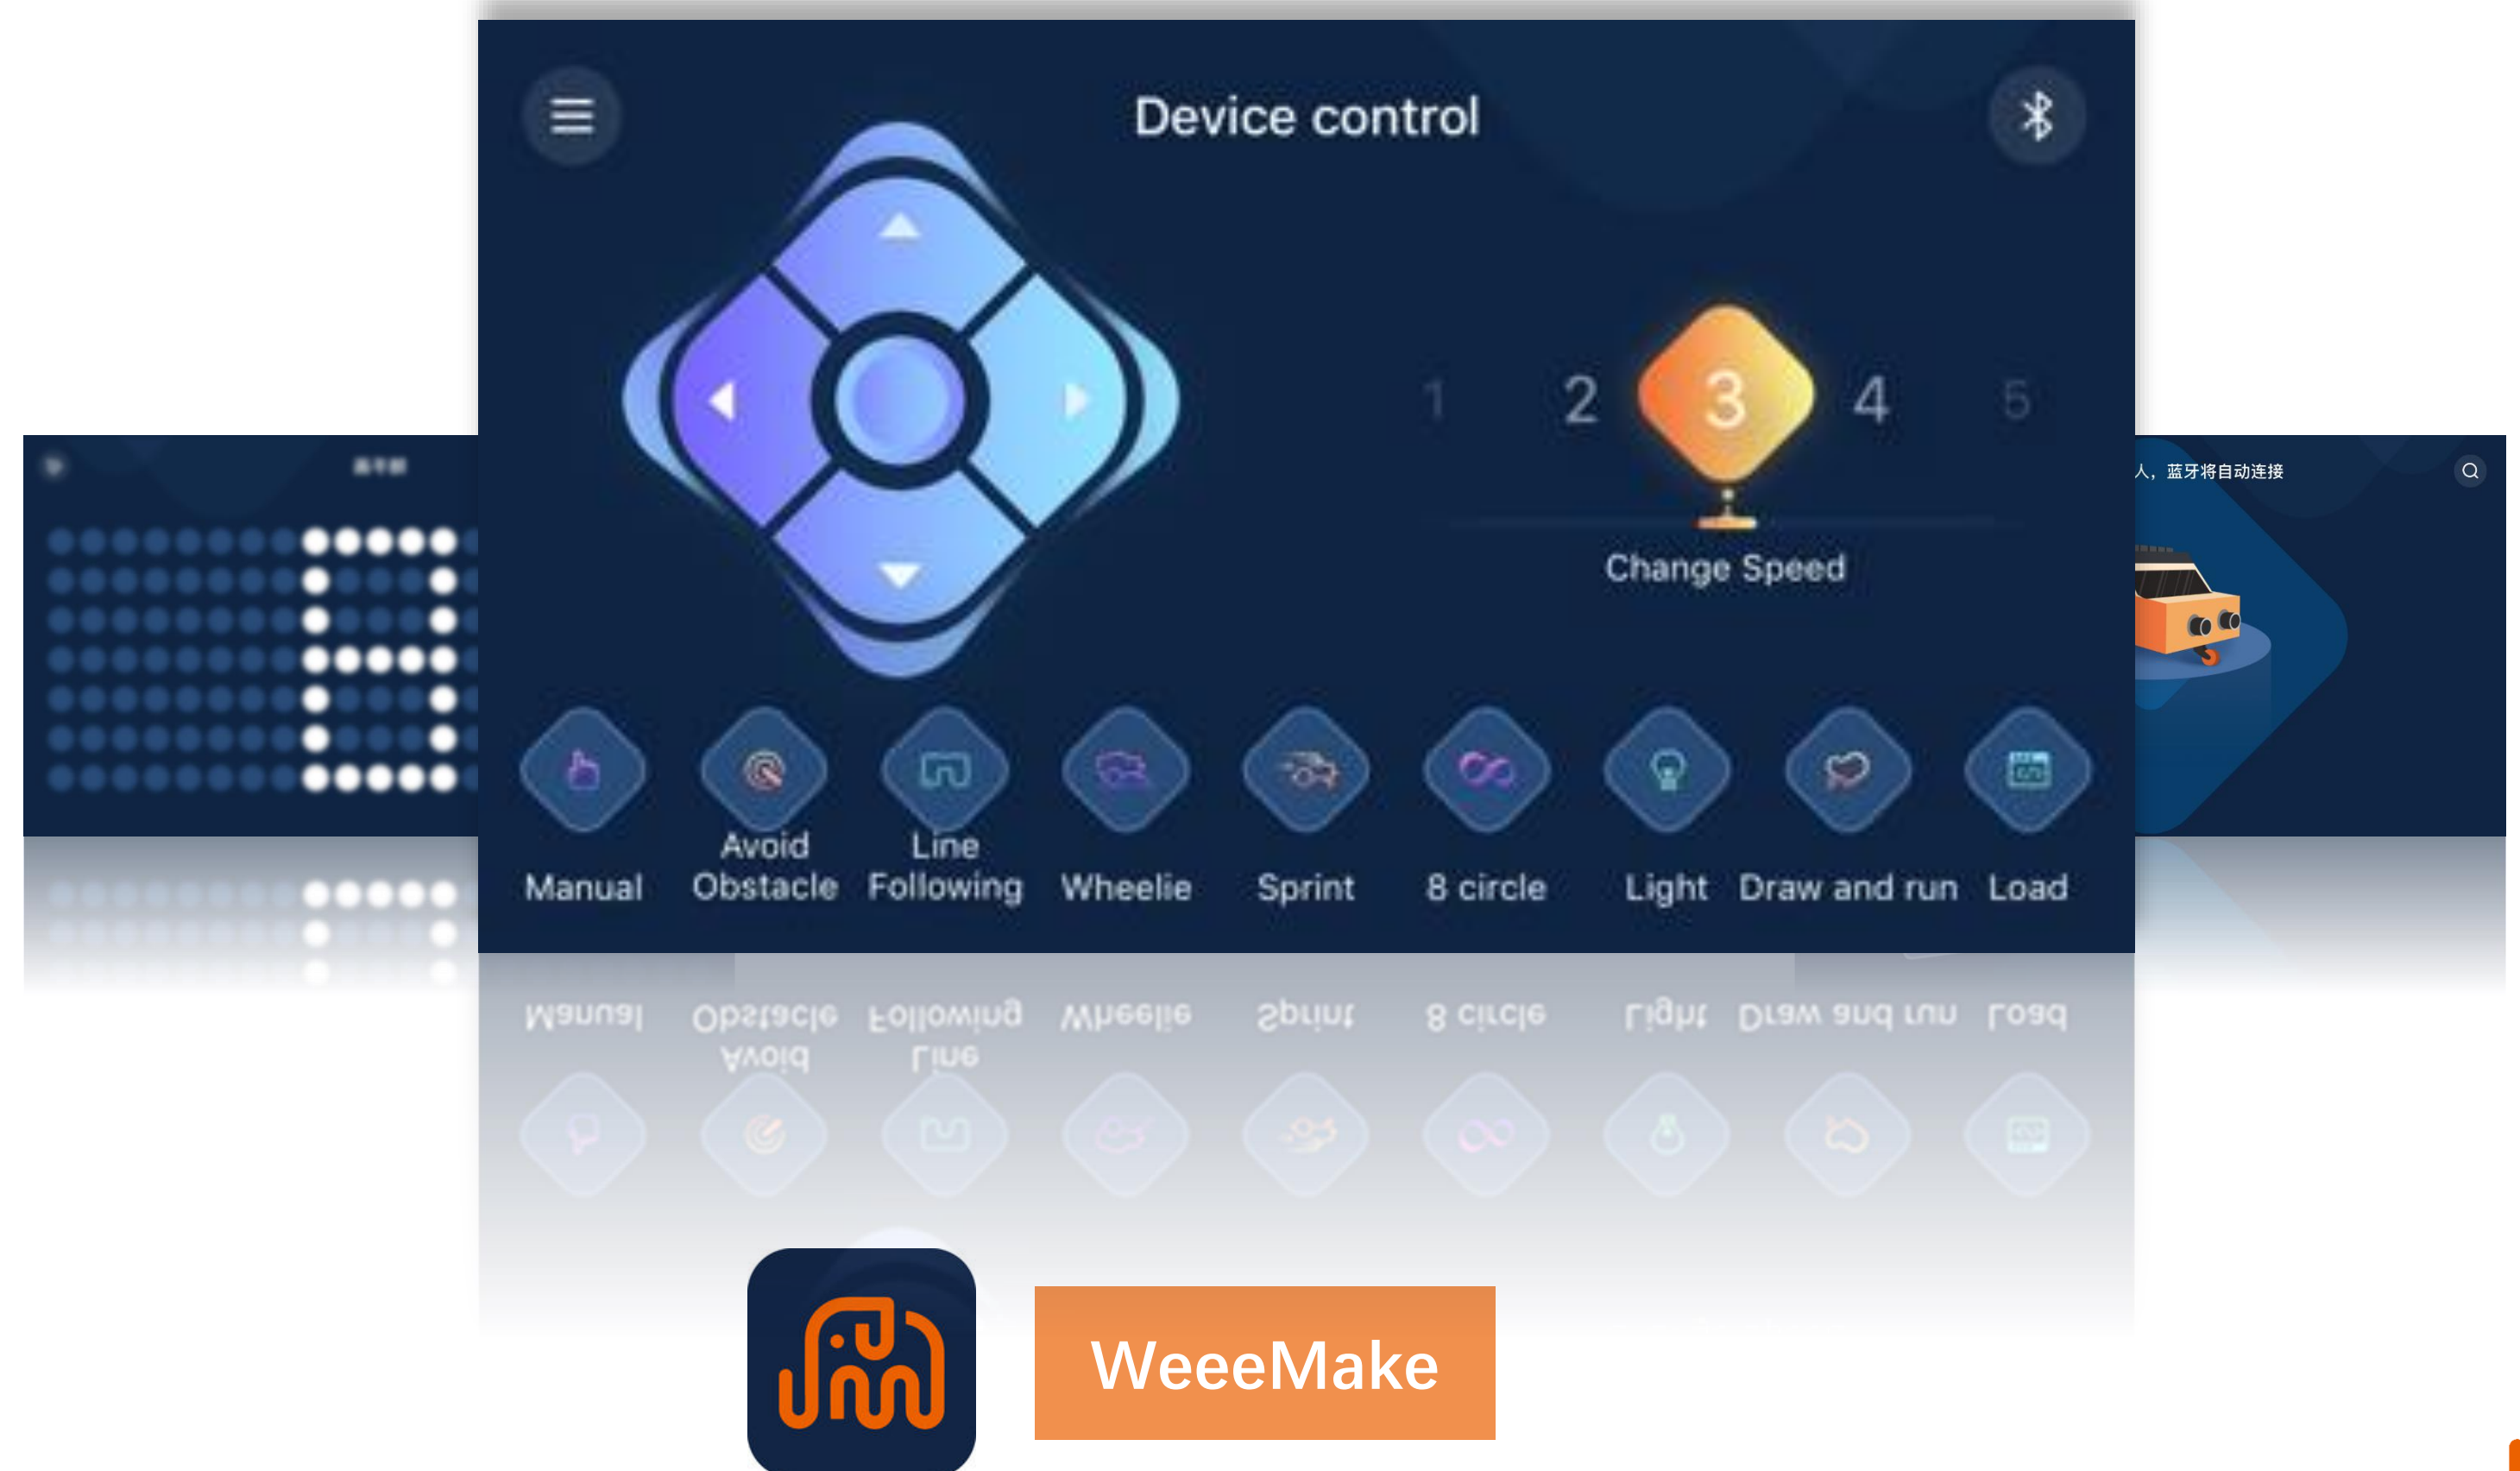 Device control
1 2 3 4 5
Change Speed
人，蓝牙将自动连接
Manual
Avoid
Obstacle
Line
Following
Wheelie
Sprint
8 circle
Light
Draw and run
Load
WeeeMake